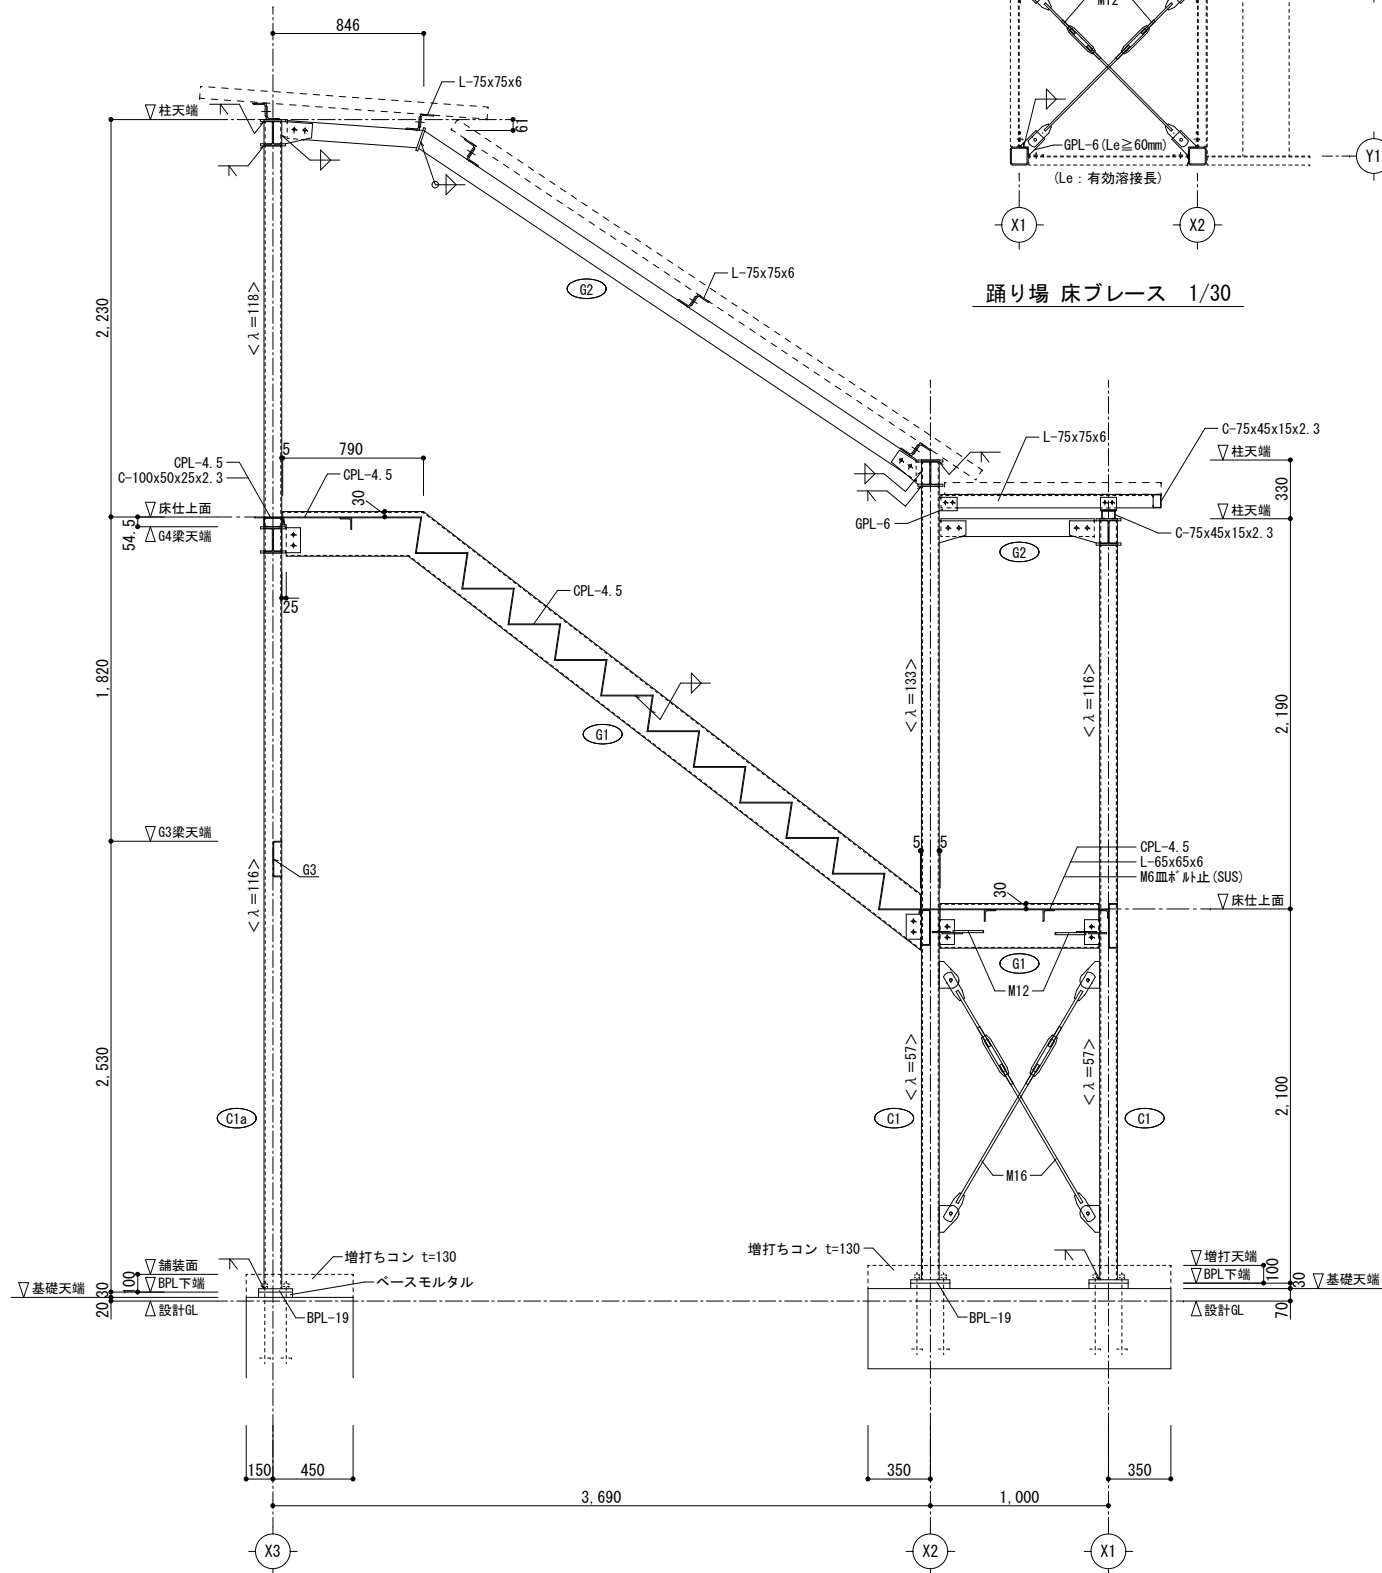 846
M12
L-75x75x6
▽柱天端
61
GPL-6(Le≧60mm)
Y1
(Le：有効溶接長)
X1
X2
L-75x75x6
踊り場 床ブレース 1/30
G2
<λ=118>
2,230
C-75x45x15x2.3
L-75x75x6
▽柱天端
5
790
CPL-4.5
C-100x50x25x2.3
CPL-4.5
330
30
▽床仕上面
▽柱天端
54.5
△G4梁天端
GPL-6
C-75x45x15x2.3
G2
CPL-4.5
25
1,820
<λ=133>
<λ=116>
2,190
G1
▽G3梁天端
5
5
CPL-4.5
G3
L-65x65x6
M6皿ﾎﾞﾙﾄ止(SUS)
<λ=116>
30
▽床仕上面
G1
M12
2,530
<λ=57>
<λ=57>
2,100
C1a
C1
C1
M16
増打ちコン t=130
増打ちコン t=130
▽舗装面
▽増打天端
ベースモルタル
▽基礎天端
100
▽BPL下端
▽BPL下端
100
▽基礎天端
30
30
20
△設計GL
BPL-19
BPL-19
△設計GL
70
150
450
350
350
3,690
1,000
X3
X2
X1